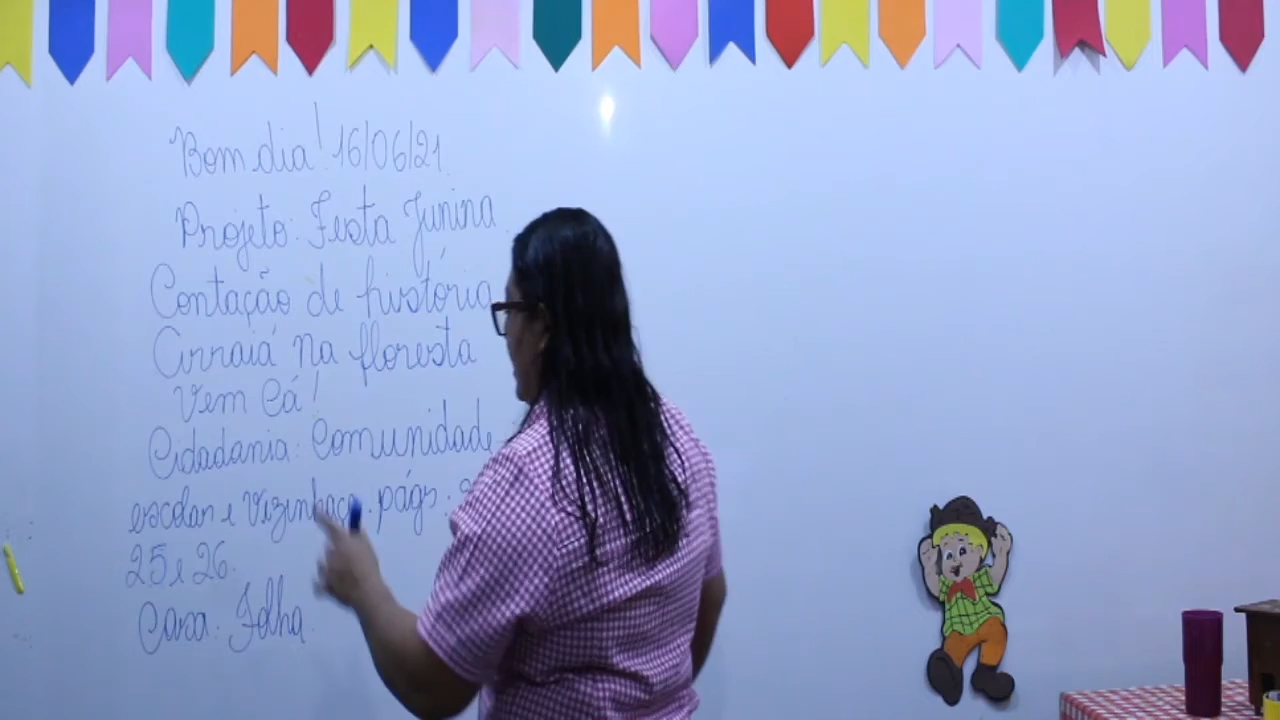 Bom dia! 16/06/21.
Projeto: Festa Junina.
Contação de história
Arraiá na floresta
Vem Cá!
Cidadania: Comunidade
escolar e págs:
25 e 26.
Casa: Folha.